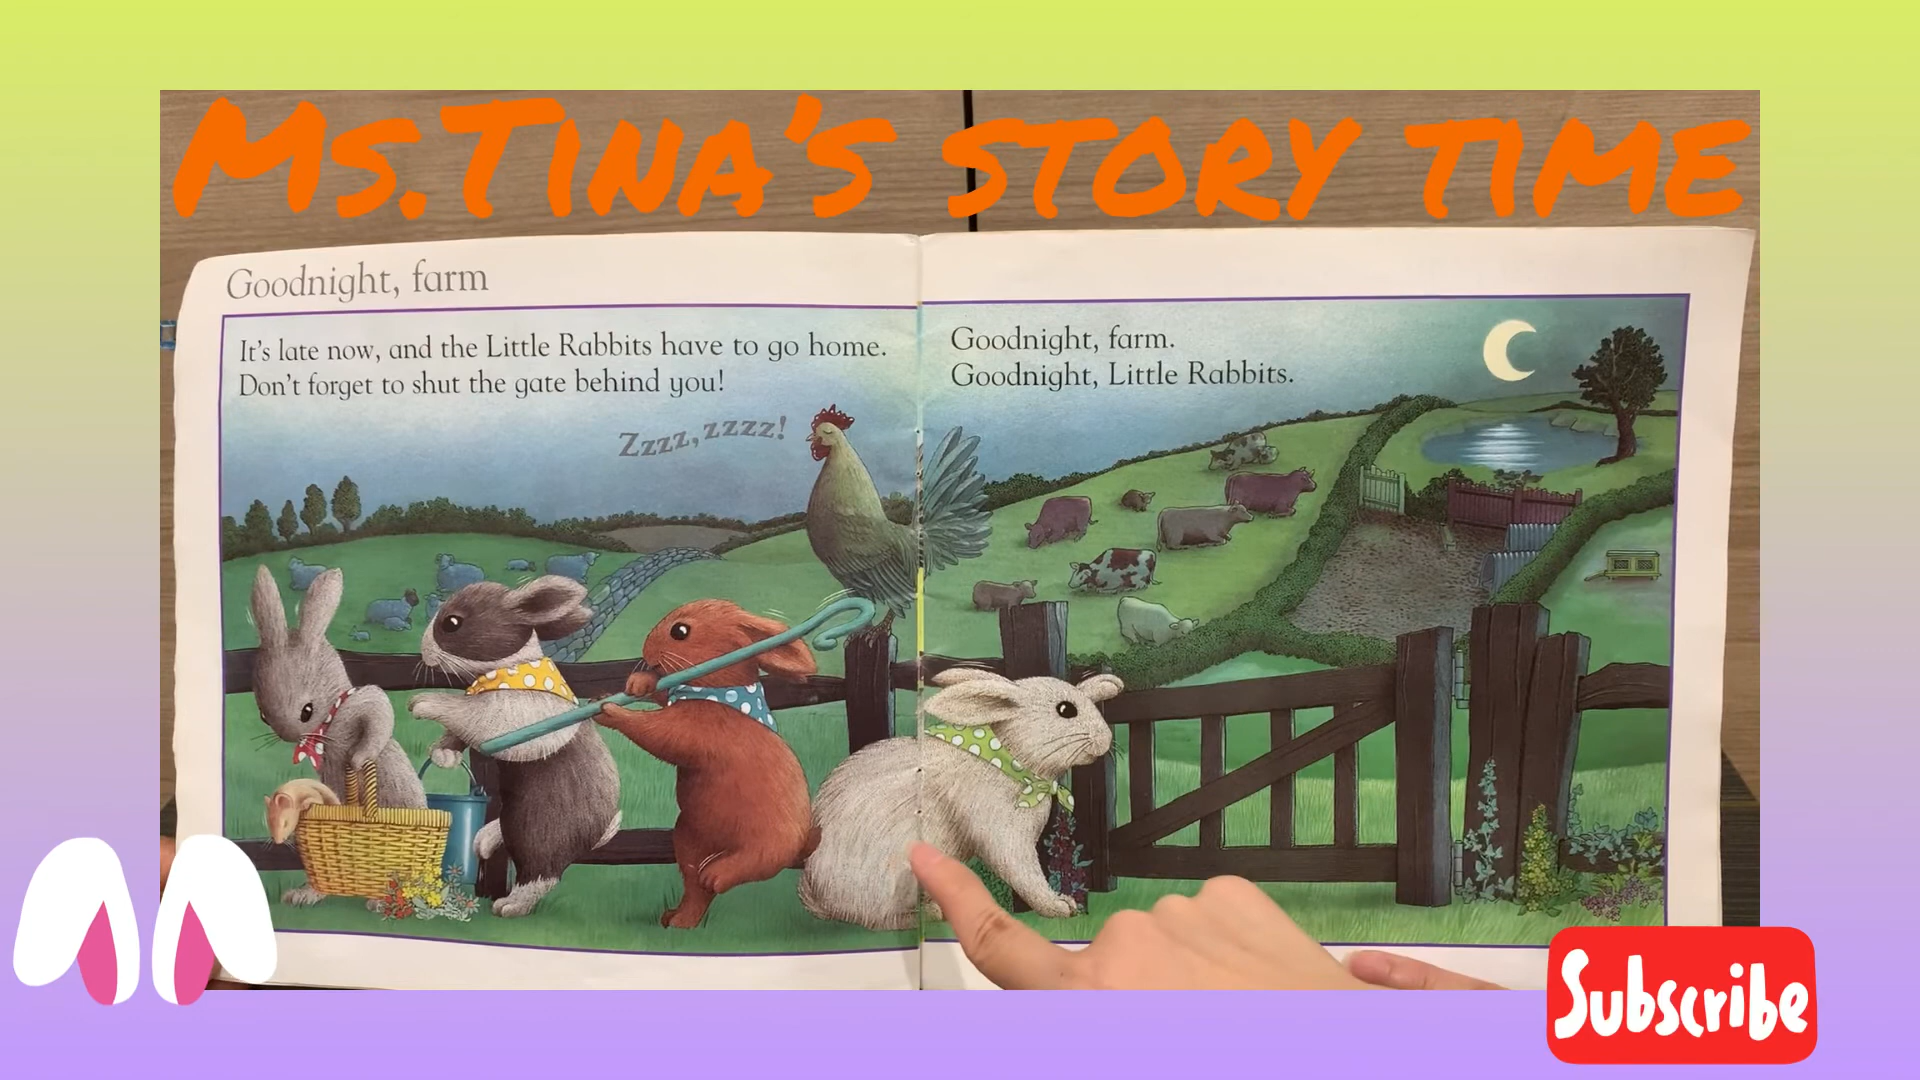 Ms.Tina's story time
Goodnight, farm
It's late now, and the Little Rabbits have to go home.
Don't forget to shut the gate behind you!
Zzzz, zzzz!
Goodnight, farm.
Goodnight, Little Rabbits.
Subscribe